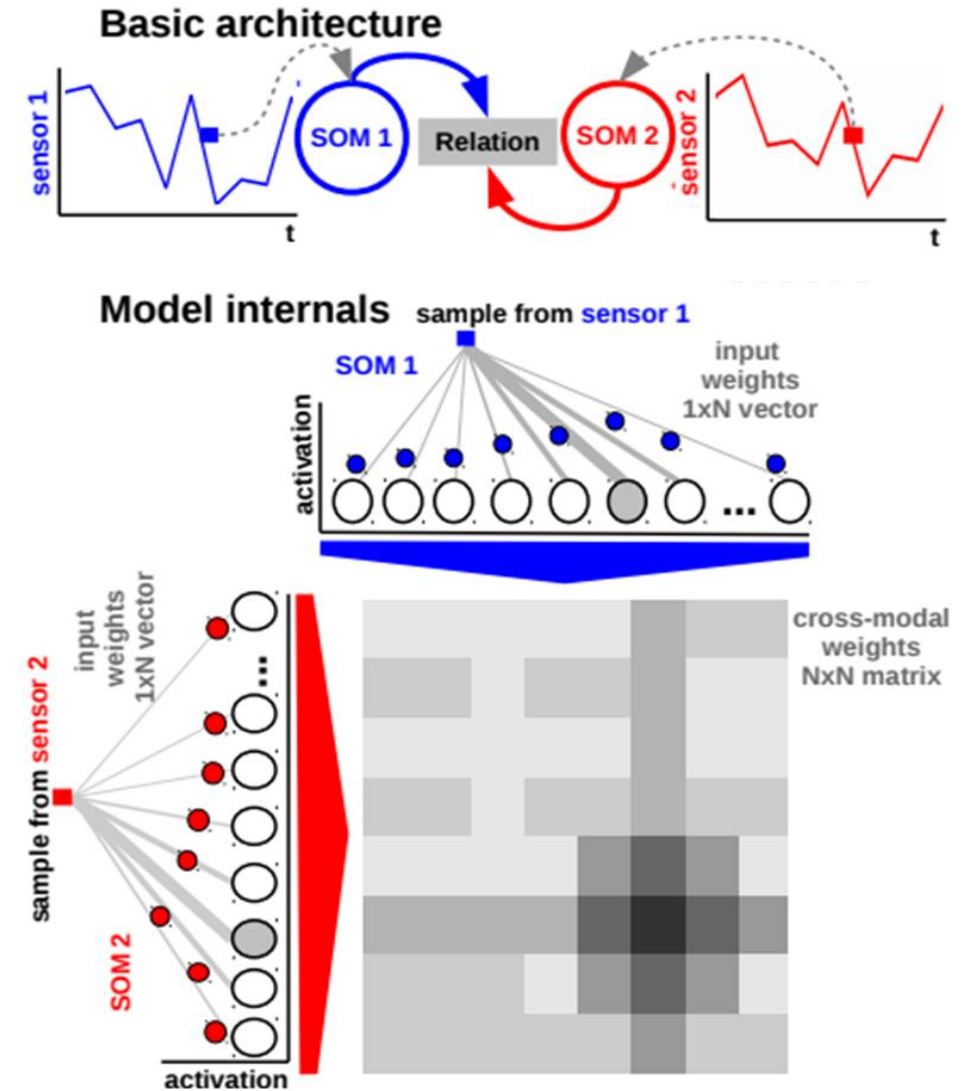 Basic architecture
sensor 1
t
SOM 1
Relation
SOM 2
sensor 2
t
Model internals
sample from sensor 1
SOM 1
input
weights
1xN vector
activation
...
input
weights
1xN vector
sample from sensor 2
SOM 2
...
activation
cross-modal
weights
NxN matrix